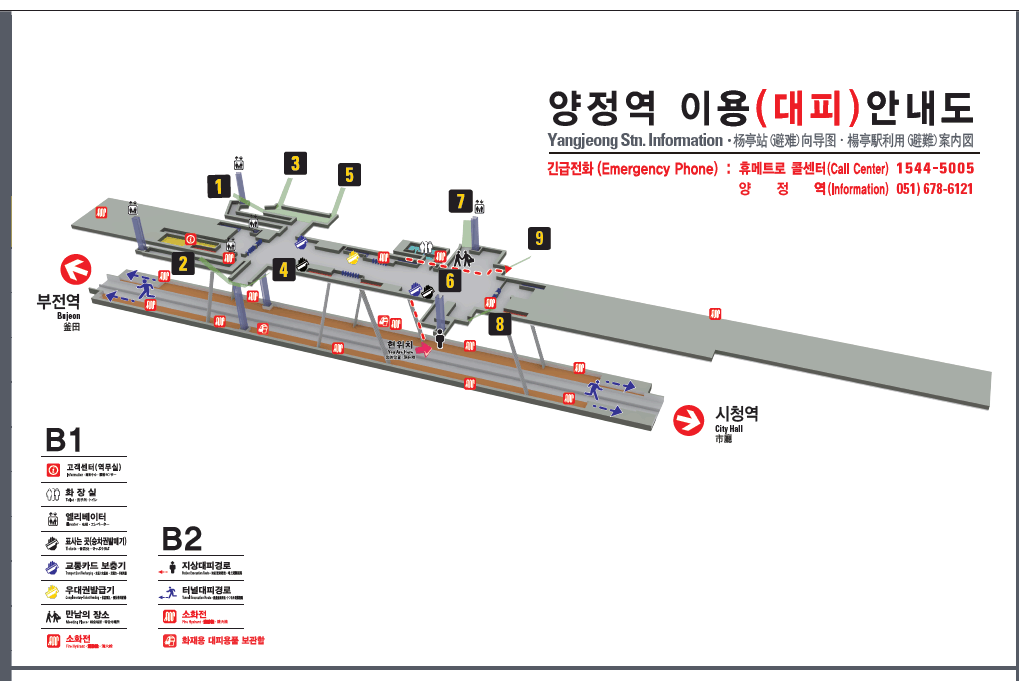 양정역 이용(대피)안내도
Yangjeong Stn. Information · 杨亭站(避难)向导图 · 楊亭駅利用(避難)案内図
긴급전화(Emergency Phone) : 휴메트로 콜센터(Call Center) 1544-5005
양 정 역(Information) 051) 678-6121
3
1
5
7
9
2
4
6
8
부전역
Bujeon
釜田
현위치
You Are Here
시청역
City Hall
市廳
B1
고객센터(역무실)
화 장 실
엘리베이터
표사는 곳(승차권발매기)
교통카드 보충기
우대권발급기
만남의 장소
소화전
B2
지상대피경로
터널대피경로
소화전
화재용 대피용품 보관함